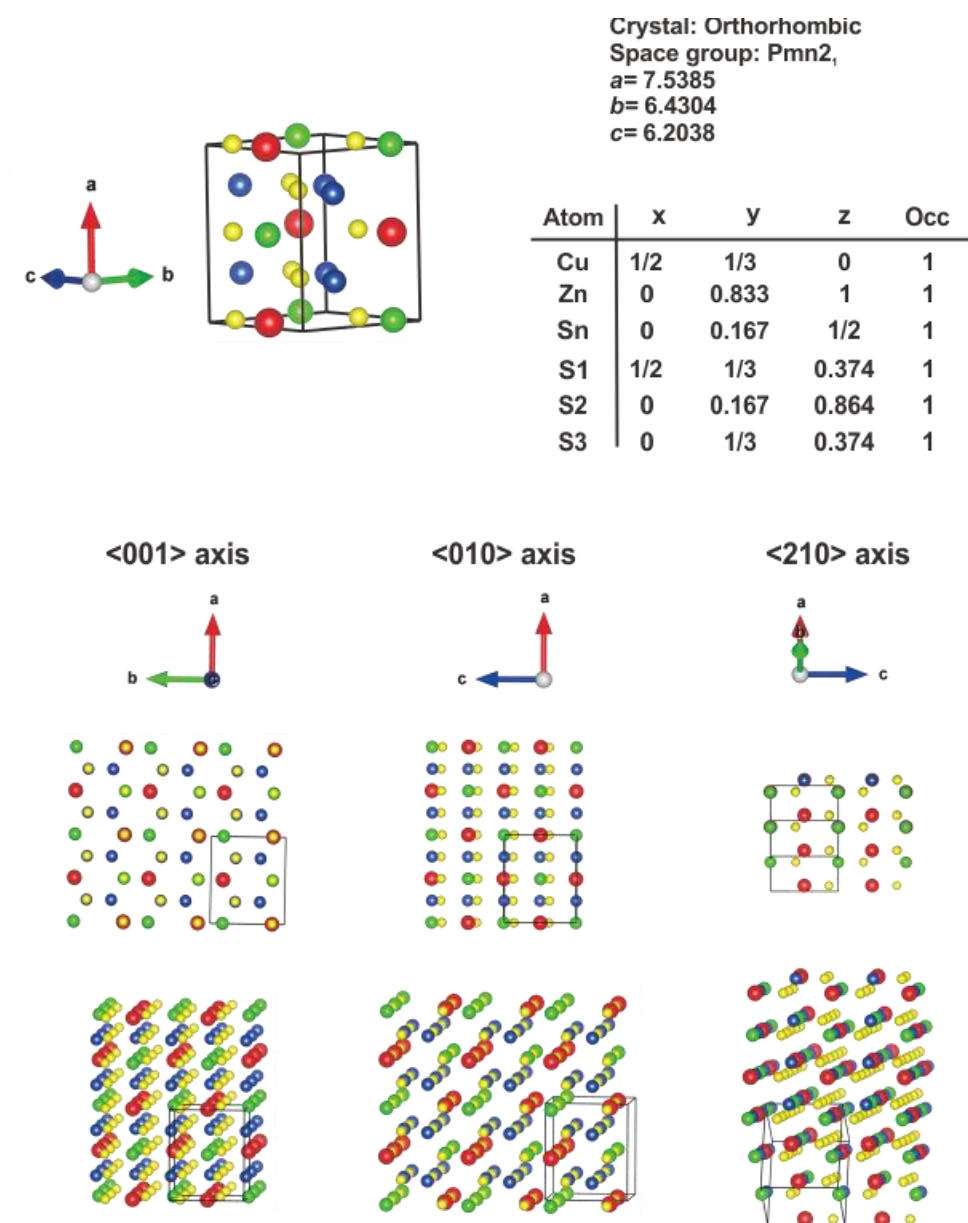 Crystal: Orthorhombic
Space group: Pmn2₁
a= 7.5385
b= 6.4304
c= 6.2038
a
c
b
Atom x y z Occ
Cu 1/2 1/3 0 1
Zn 0 0.833 1 1
Sn 0 0.167 1/2 1
S1 1/2 1/3 0.374 1
S2 0 0.167 0.864 1
S3 0 1/3 0.374 1
<001> axis <010> axis <210> axis
a a a
b c b c